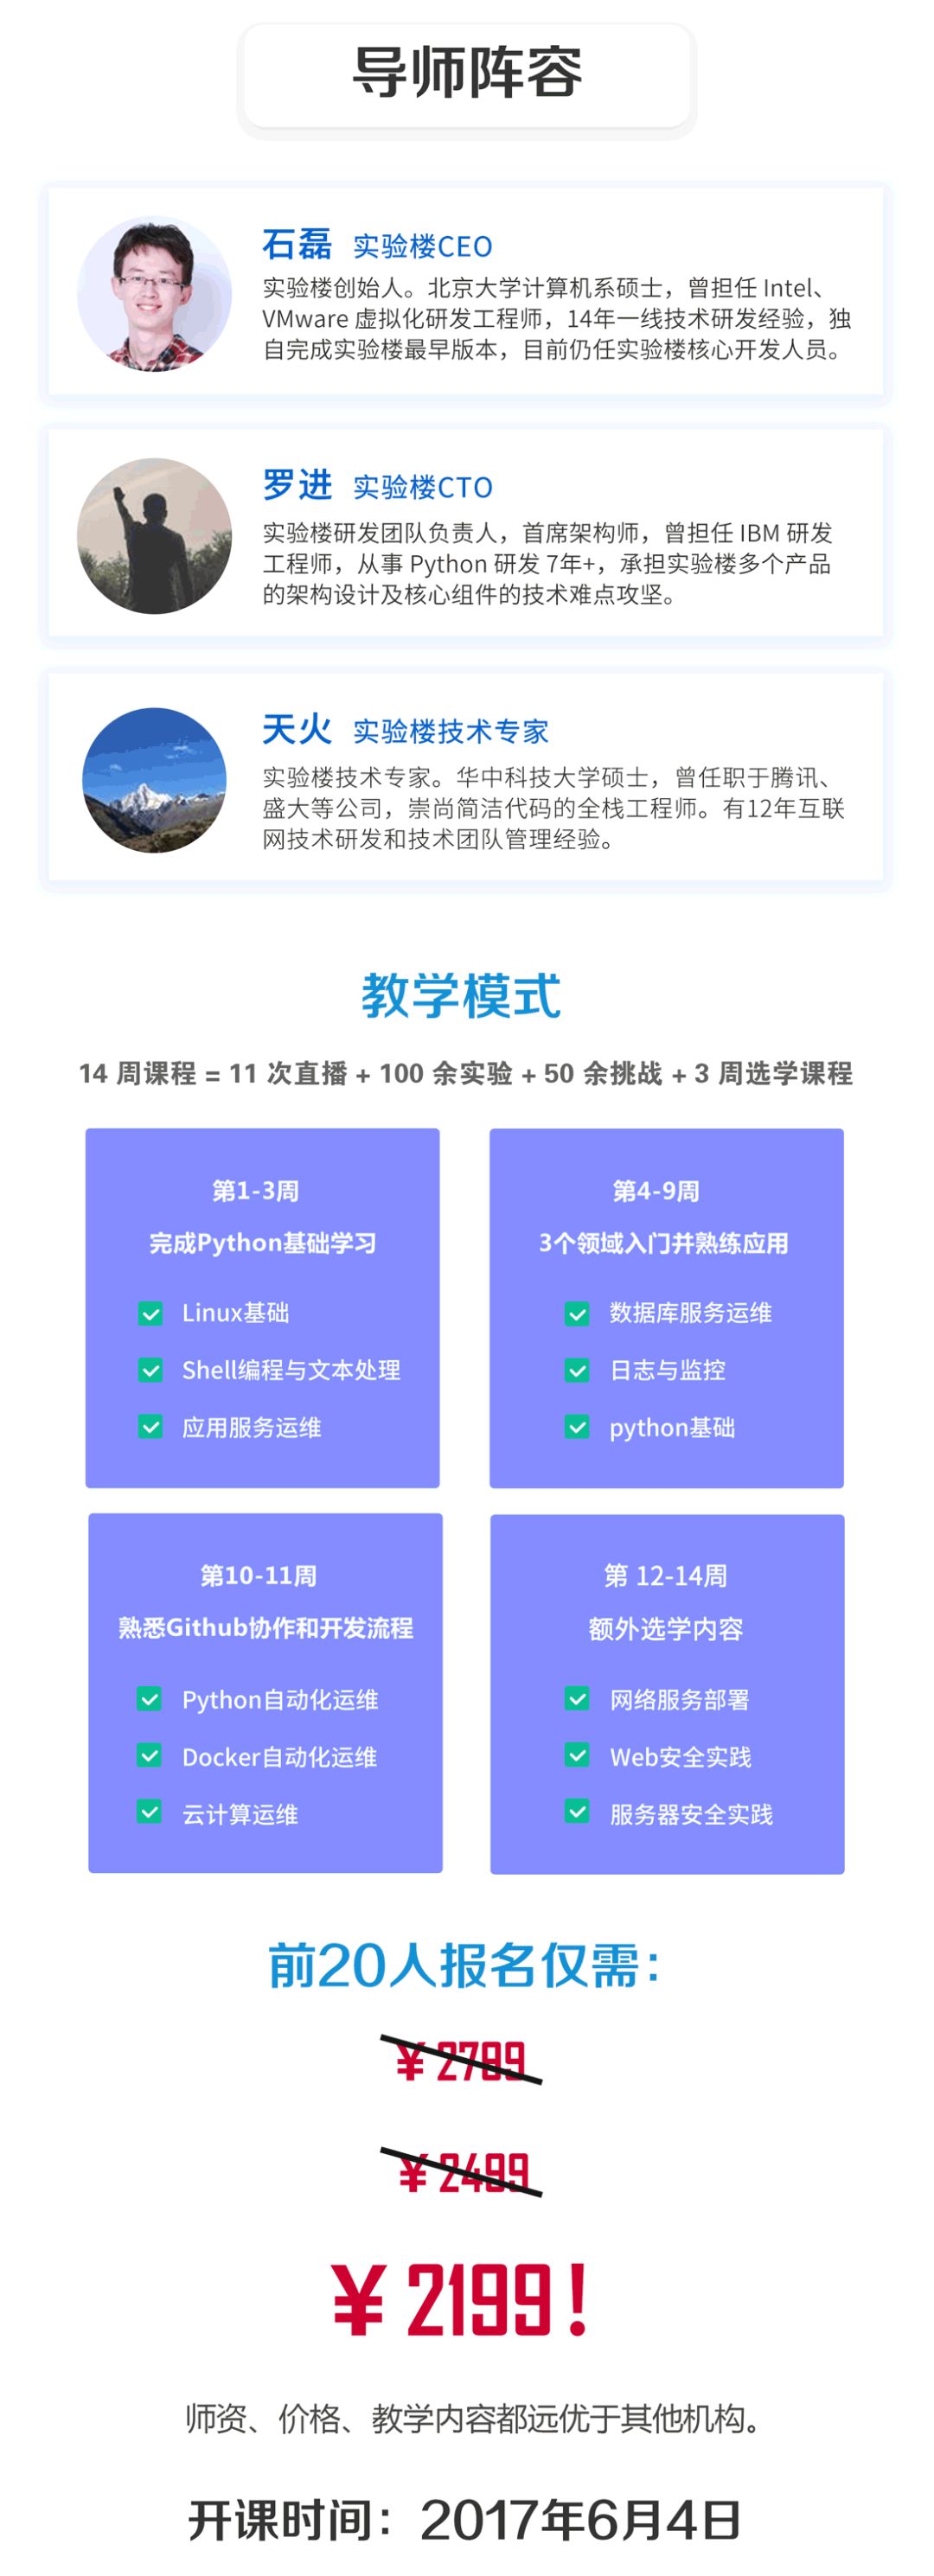 导师阵容
石磊 实验楼CEO
实验楼创始人。北京大学计算机系硕士，曾担任 Intel、
VMware 虚拟化研发工程师，14年一线技术研发经验，独
自完成实验楼最早版本，目前仍任实验楼核心开发人员。
罗进 实验楼CTO
实验楼研发团队负责人，首席架构师，曾担任 IBM 研发
工程师，从事 Python 研发 7年+，承担实验楼多个产品
的架构设计及核心组件的技术难点攻坚。
天火 实验楼技术专家
实验楼技术专家。华中科技大学硕士，曾任职于腾讯、
盛大等公司，崇尚简洁代码的全栈工程师。有12年互联
网技术研发和技术团队管理经验。
教学模式
14 周课程 = 11 次直播 + 100 余实验 + 50 余挑战 + 3 周选学课程
第1-3周
完成Python基础学习
Linux基础
Shell编程与文本处理
应用服务运维
第4-9周
3个领域入门并熟练应用
数据库服务运维
日志与监控
python基础
第10-11周
熟悉Github协作和开发流程
Python自动化运维
Docker自动化运维
云计算运维
第 12-14周
额外选学内容
网络服务部署
Web安全实践
服务器安全实践
前20人报名仅需：
¥ 2789
¥ 2499
¥ 2199！
师资、价格、教学内容都远优于其他机构。
开课时间：2017年6月4日